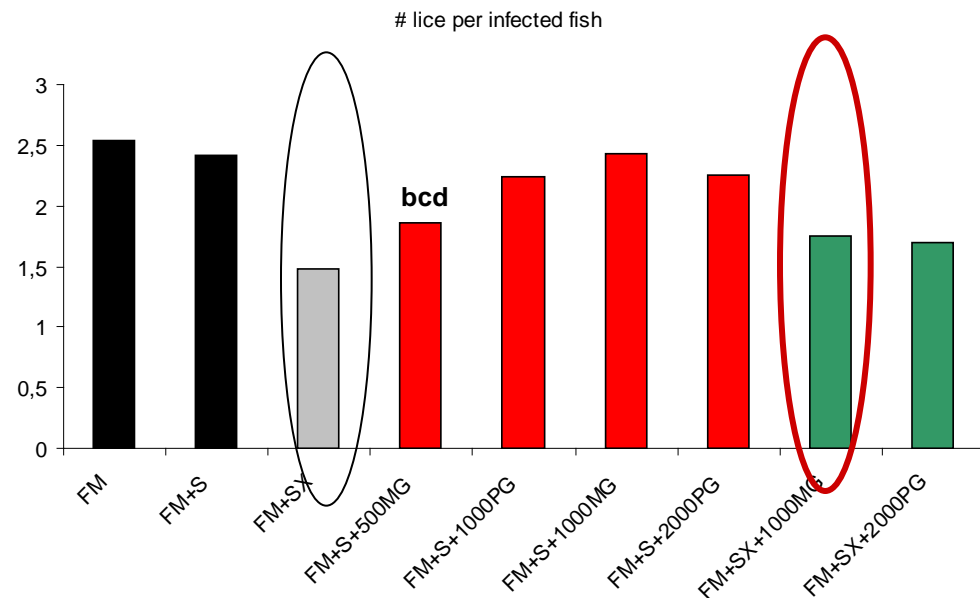 # lice per infected fish
3
2,5
2
1,5
1
0,5
0
bcd
FM
FM+S
FM+SX
FM+S+500MG
FM+S+1000PG
FM+S+1000MG
FM+S+2000PG
FM+SX+1000MG
FM+SX+2000PG